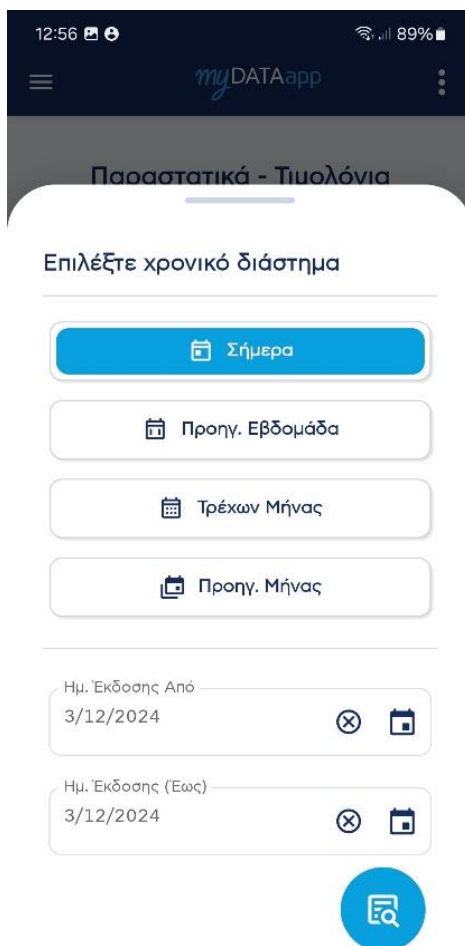 12:56 89%
myDATAapp
Παραστατικά - Τιμολόγια
Επιλέξτε χρονικό διάστημα
Σήμερα
Προηγ. Εβδομάδα
Τρέχων Μήνας
Προηγ. Μήνας
Ημ. Έκδοσης Από
3/12/2024
Ημ. Έκδοσης (Έως)
3/12/2024